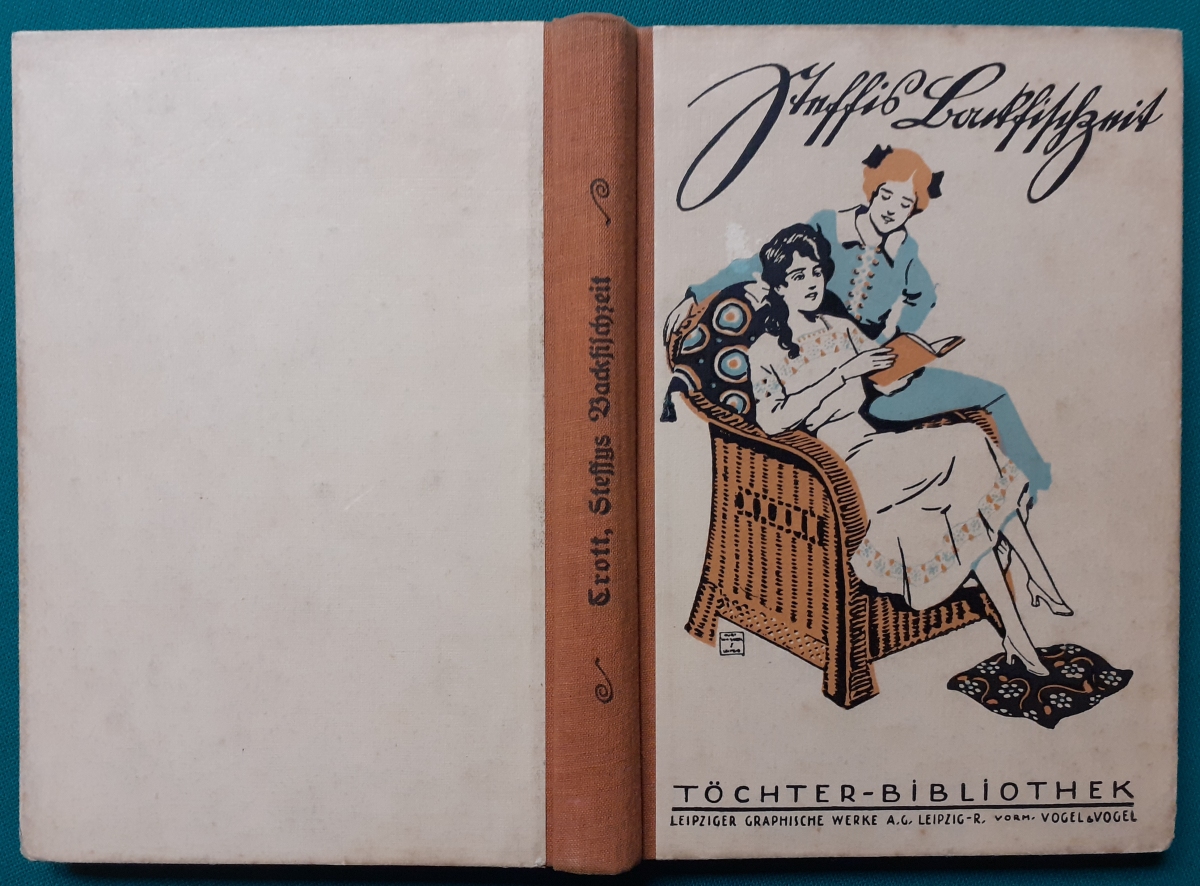 Trott, Steffys Backfischzeit
Steffis Backfischzeit
TÖCHTER-BiBLiOTHEK
LEIPZIGER GRAPHISCHE WERKE A.G. LEIPZIG-R. VORM. VOGEL & VOGEL